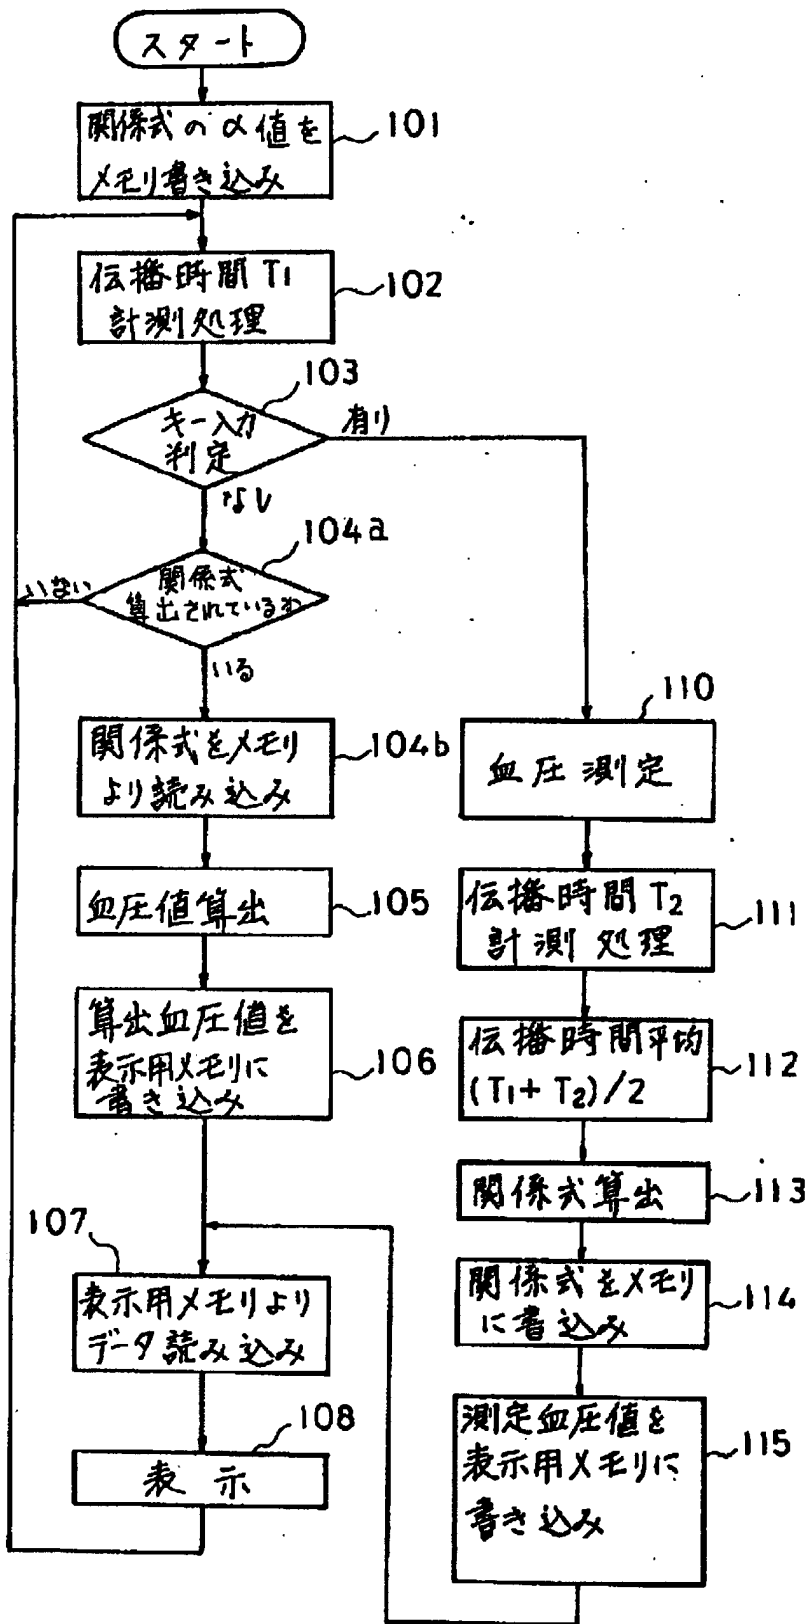 スタート
関係式のα値を
メモリ書き込み
101
伝播時間T1
計測処理
102
103
キー入力
判定
有り
なし
104a
関係式
算出されているか
いない
いる
関係式をメモリ
より読み込み
104b
血圧値算出
105
算出血圧値を
表示用メモリに
書き込み
106
107
表示用メモリより
データ読み込み
108
表示
110
血圧測定
伝播時間T2
計測処理
111
伝播時間平均
(T1+T2)/2
112
関係式算出
113
関係式をメモリ
に書込み
114
測定血圧値を
表示用メモリに
書き込み
115